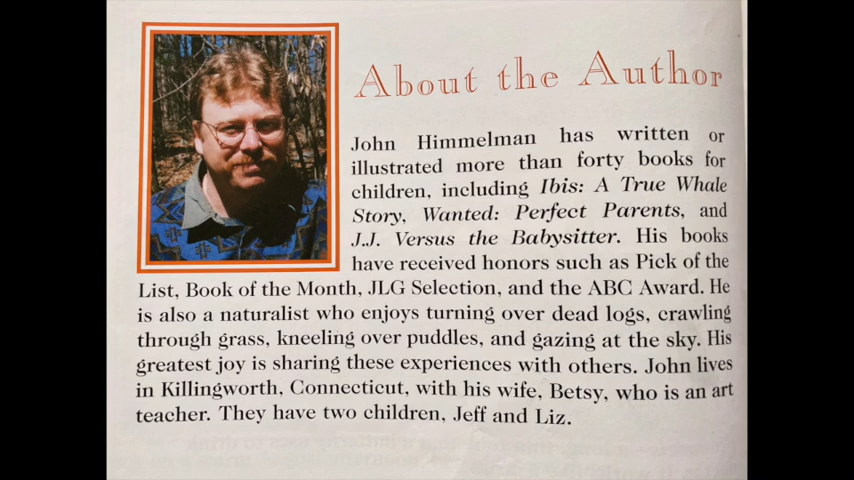 About the Author
John Himmelman has written or
illustrated more than forty books for
children, including Ibis: A True Whale
Story, Wanted: Perfect Parents, and
J.J. Versus the Babysitter. His books
have received honors such as Pick of the
List, Book of the Month, JLG Selection, and the ABC Award. He
is also a naturalist who enjoys turning over dead logs, crawling
through grass, kneeling over puddles, and gazing at the sky. His
greatest joy is sharing these experiences with others. John lives
in Killingworth, Connecticut, with his wife, Betsy, who is an art
teacher. They have two children, Jeff and Liz.